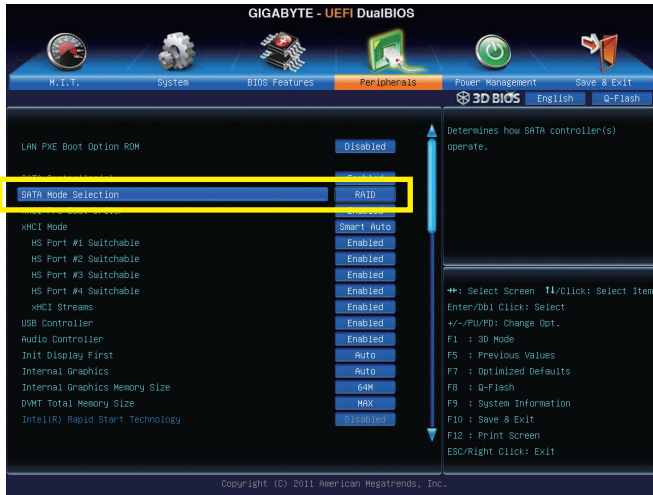 GIGABYTE - UEFI DualBIOS
M.I.T. System BIOS Features Peripherals Power Management Save & Exit
3D BIOS English Q-Flash
LAN PXE Boot Option ROM Disabled
SATA Mode Selection RAID
xHCI Mode Smart Auto
HS Port #1 Switchable Enabled
HS Port #2 Switchable Enabled
HS Port #3 Switchable Enabled
HS Port #4 Switchable Enabled
xHCI Streams Enabled
USB Controller Enabled
Audio Controller Enabled
Init Display First Auto
Internal Graphics Auto
Internal Graphics Memory Size 64M
DVMT Total Memory Size MAX
Intel(R) Rapid Start Technology Disabled
Determines how SATA controller(s)
operate.
→←: Select Screen ↑↓/Click: Select Item
Enter/Dbl Click: Select
+/-/PU/PD: Change Opt.
F1 : 3D Mode
F5 : Previous Values
F7 : Optimized Defaults
F8 : Q-Flash
F9 : System Information
F10 : Save & Exit
F12 : Print Screen
ESC/Right Click: Exit
Copyright (C) 2011 American Megatrends, Inc.